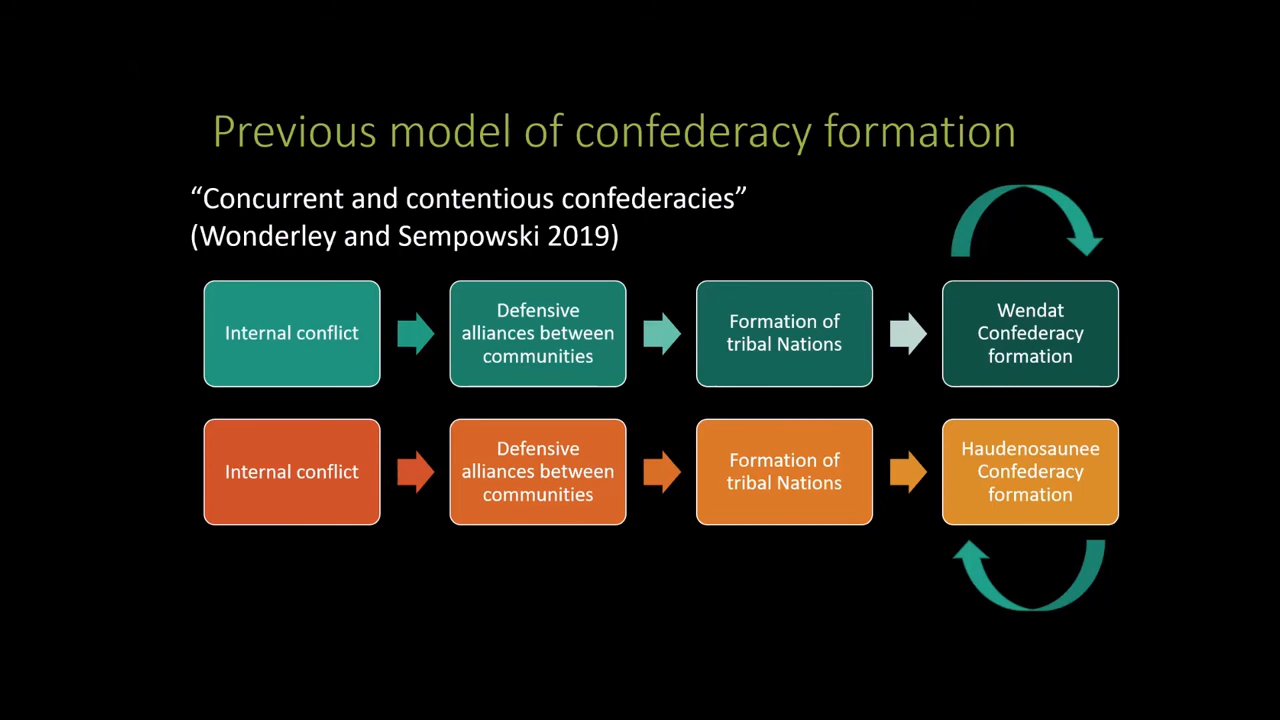 Previous model of confederacy formation
“Concurrent and contentious confederacies”
(Wonderley and Sempowski 2019)
Internal conflict
Defensive
alliances between
communities
Formation of
tribal Nations
Wendat
Confederacy
formation
Internal conflict
Defensive
alliances between
communities
Formation of
tribal Nations
Haudenosaunee
Confederacy
formation